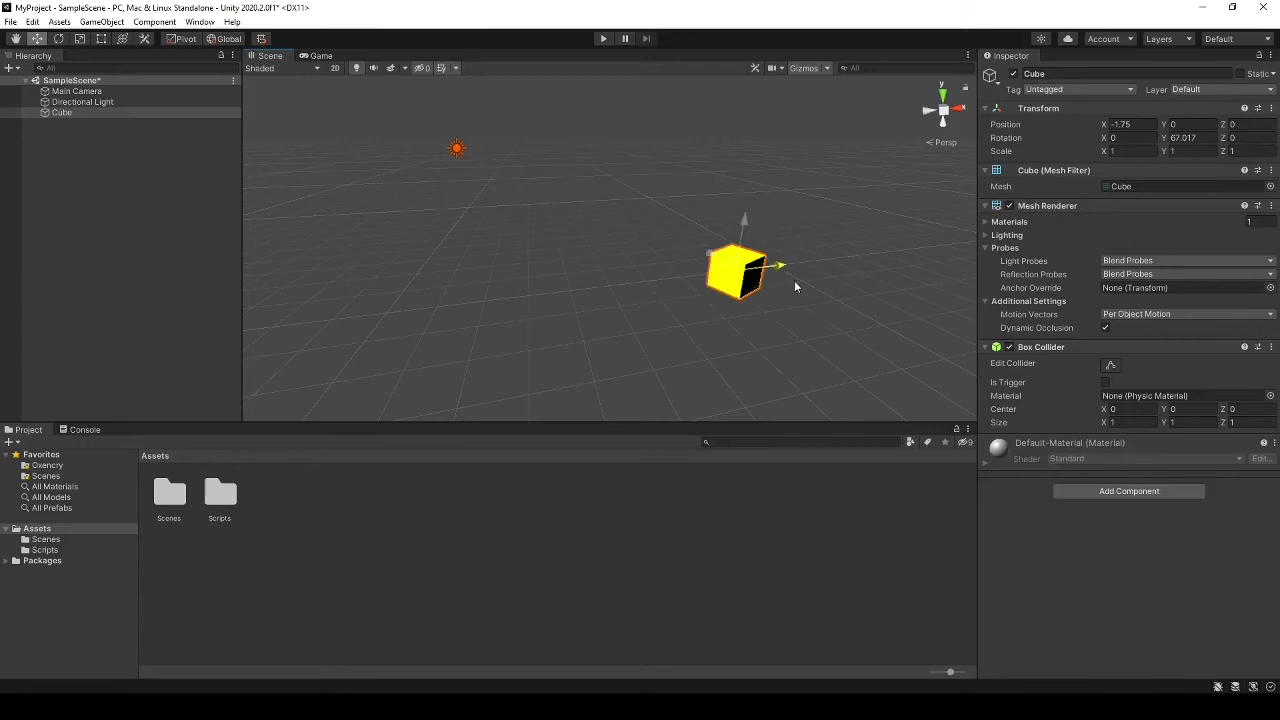 MyProject - SampleScene - PC, Mac & Linux Standalone - Unity 2020.2.0f1* <DX11>
File Edit Assets GameObject Component Window Help
Pivot Global Account Layers Default
Hierarchy Scene Game Inspector
All Shaded 2D 0 Gizmos All Cube Static
SampleScene*
Tag Untagged Layer Default
Main Camera
Directional Light
Cube
y
x
Persp
Transform
Position X -1.75 Y 0 Z 0
Rotation X 0 Y 67.017 Z 0
Scale X 1 Y 1 Z 1
Cube (Mesh Filter)
Mesh Cube
Mesh Renderer
Materials 1
Lighting
Probes
Light Probes Blend Probes
Reflection Probes Blend Probes
Anchor Override None (Transform)
Additional Settings
Motion Vectors Per Object Motion
Dynamic Occlusion
Box Collider
Edit Collider
Is Trigger
Material None (Physic Material)
Center X 0 Y 0 Z 0
Size X 1 Y 1 Z 1
Default-Material (Material)
Shader Standard Edit...
Add Component
Project Console
9
Favorites
Oxencry
Scenes
All Materials
All Models
All Prefabs
Assets
Scenes
Scripts
Packages
Assets
Scenes Scripts